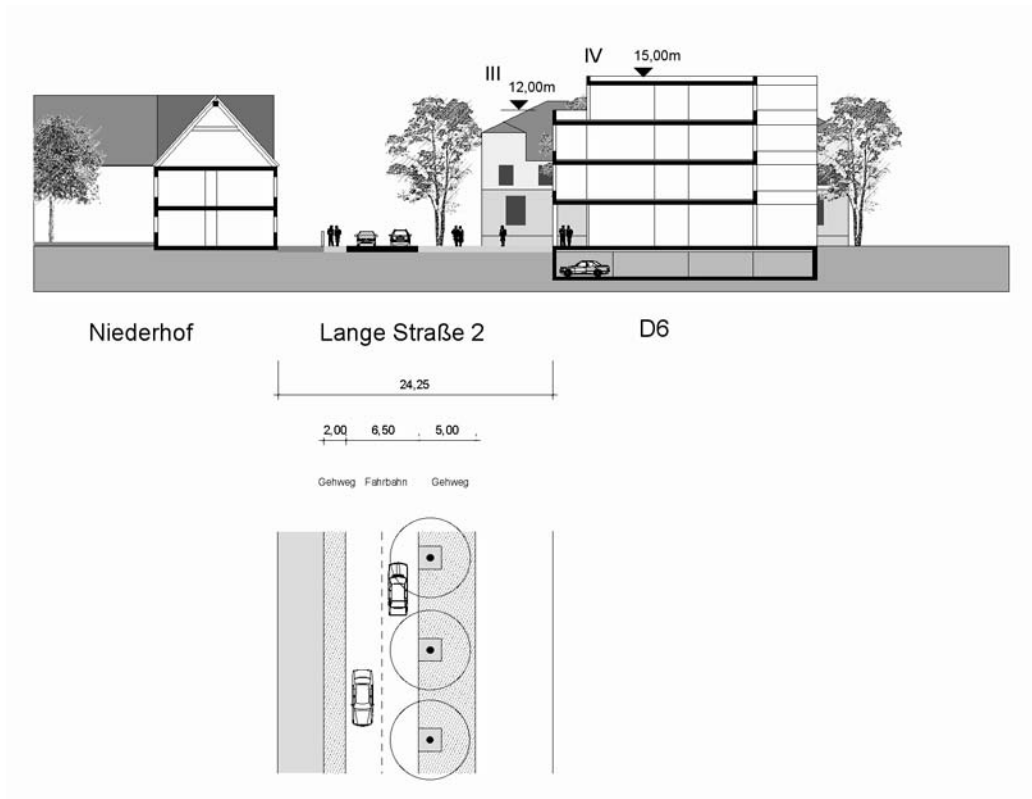 IV
15,00m
III
12,00m
Niederhof
Lange Straße 2
D6
24,25
2,00 6,50 5,00
Gehweg Fahrbahn Gehweg